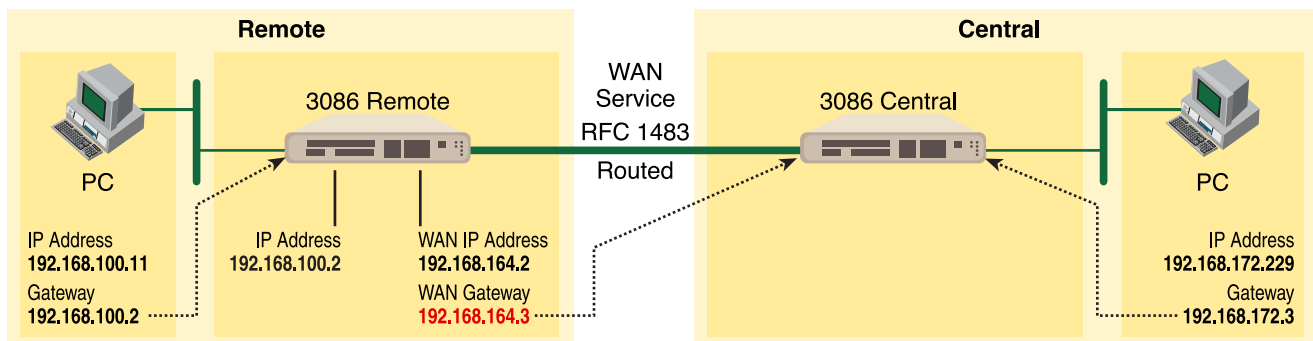 Remote
Central
WAN
Service
RFC 1483
Routed
3086 Remote
3086 Central
PC
PC
IP Address
192.168.100.11
Gateway
192.168.100.2
IP Address
192.168.100.2
WAN IP Address
192.168.164.2
WAN Gateway
192.168.164.3
IP Address
192.168.172.229
Gateway
192.168.172.3